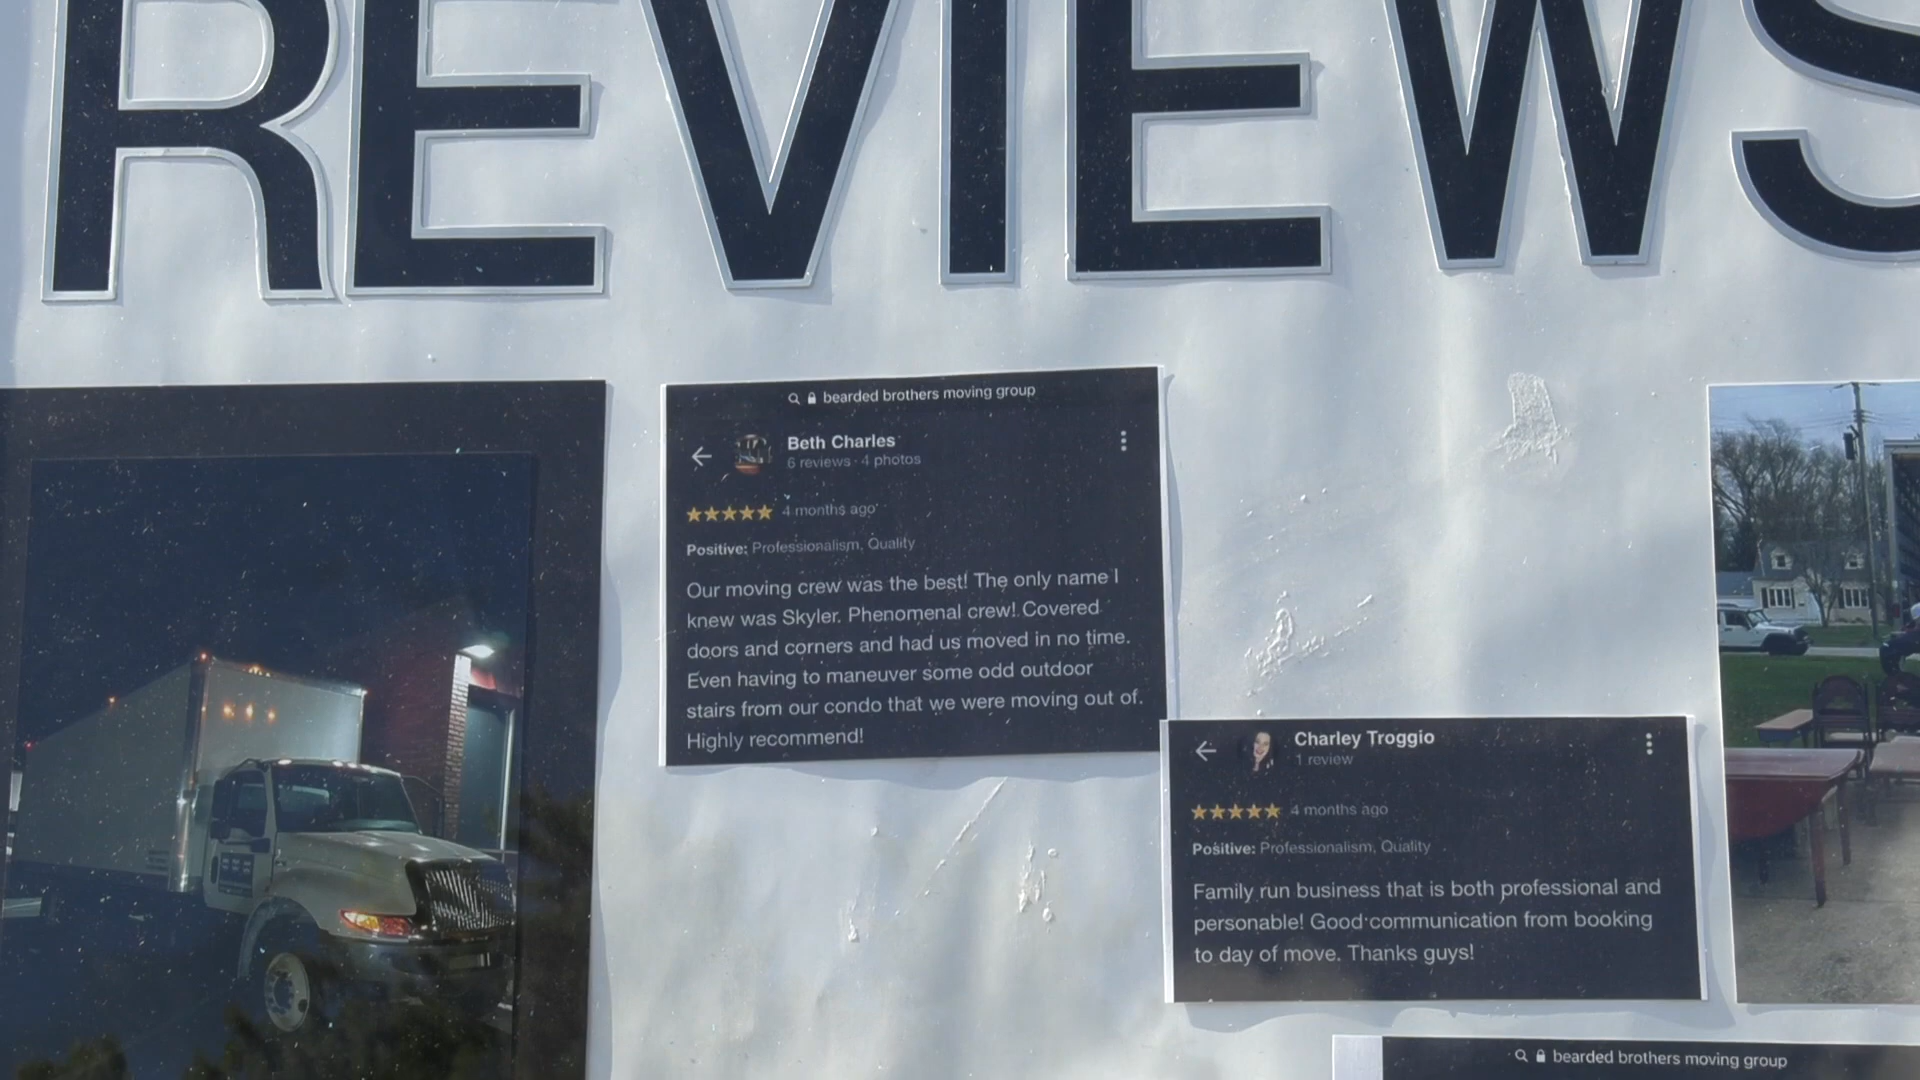 REVIEWS
bearded brothers moving group
Beth Charles
6 reviews · 4 photos
4 months ago
Positive: Professionalism, Quality
Our moving crew was the best! The only name I
knew was Skyler. Phenomenal crew! Covered
doors and corners and had us moved in no time.
Even having to maneuver some odd outdoor
stairs from our condo that we were moving out of.
Highly recommend!
Charley Troggio
1 review
4 months ago
Positive: Professionalism, Quality
Family run business that is both professional and
personable! Good communication from booking
to day of move. Thanks guys!
bearded brothers moving group